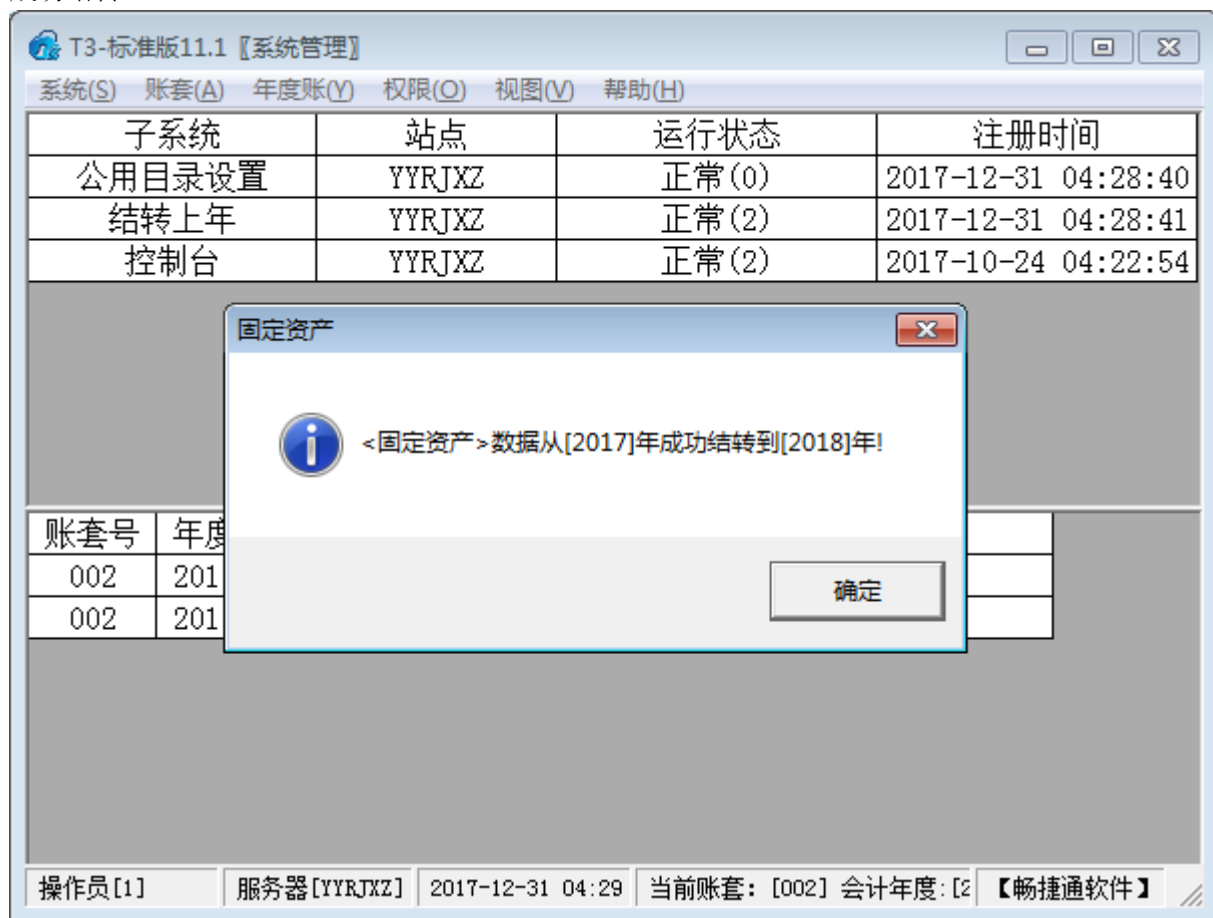 T3-标准版11.1〖系统管理〗
系统(S) 账套(A) 年度账(Y) 权限(O) 视图(V) 帮助(H)
子系统 站点 运行状态 注册时间
公用目录设置 YYRJXZ 正常(0) 2017-12-31 04:28:40
结转上年 YYRJXZ 正常(2) 2017-12-31 04:28:41
控制台 YYRJXZ 正常(2) 2017-10-24 04:22:54
固定资产
<固定资产>数据从[2017]年成功结转到[2018]年!
确定
账套号 年度
002 201
002 201
操作员[1] 服务器[YYRJXZ] 2017-12-31 04:29 当前账套: [002] 会计年度:[2 【畅捷通软件】